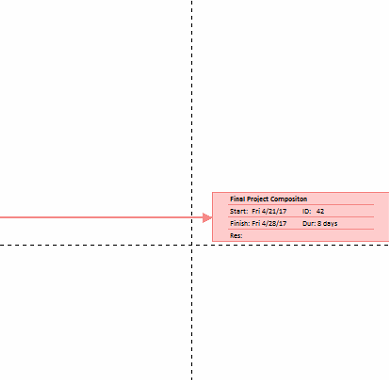 Final Project Compositon
Start: Fri 4/21/17 ID: 42
Finish: Fri 4/28/17 Dur: 8 days
Res: